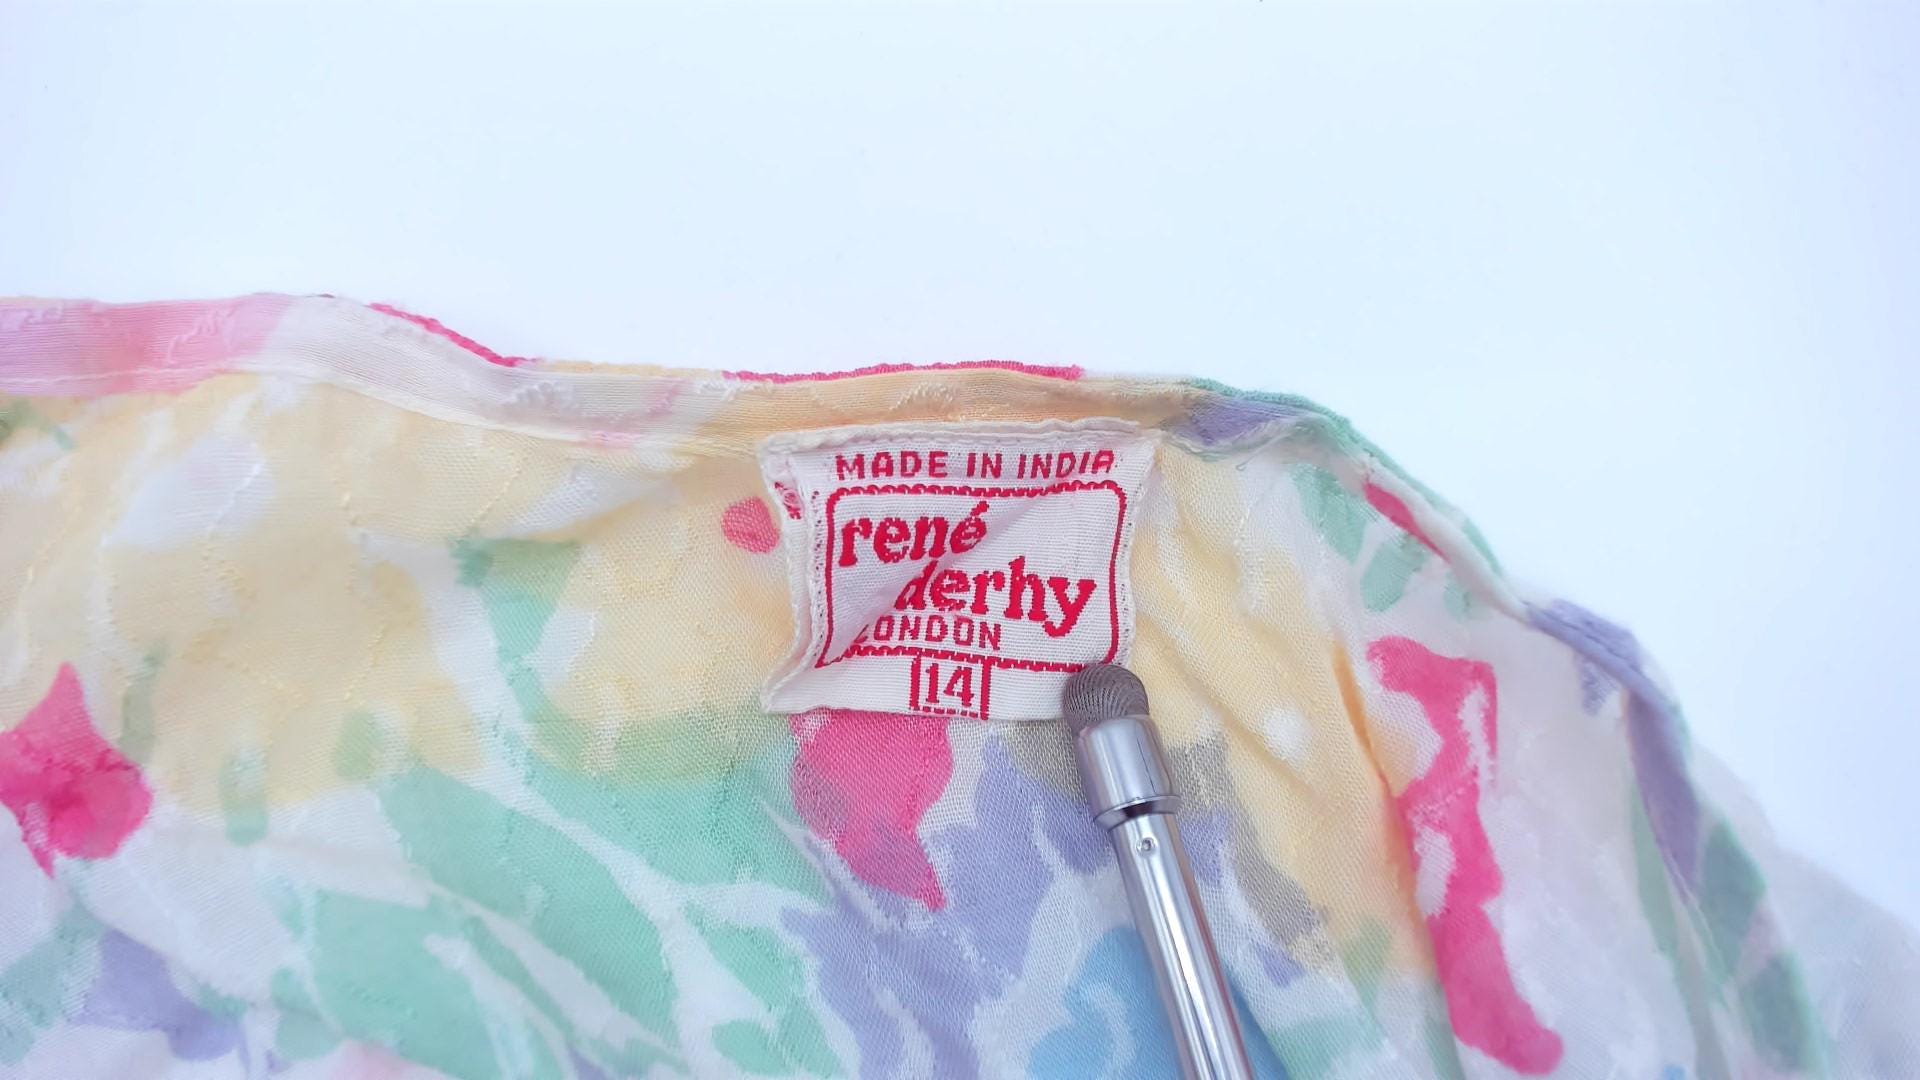 MADE IN INDIA
rené
derhy
LONDON
14